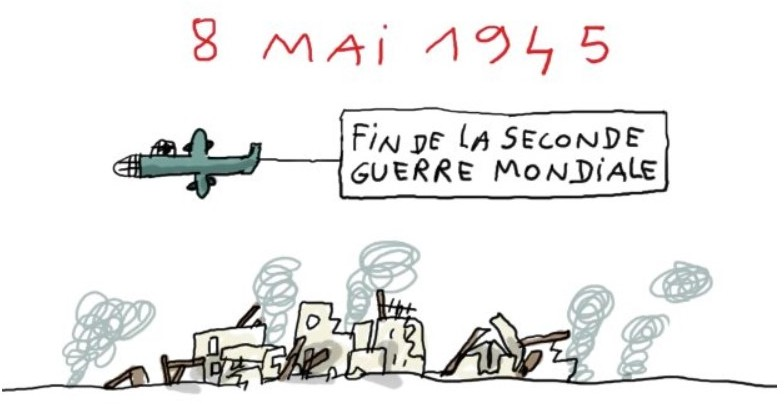 8 MAi 1945
FiN DE LA SECONDE
GUERRE MONDiALE